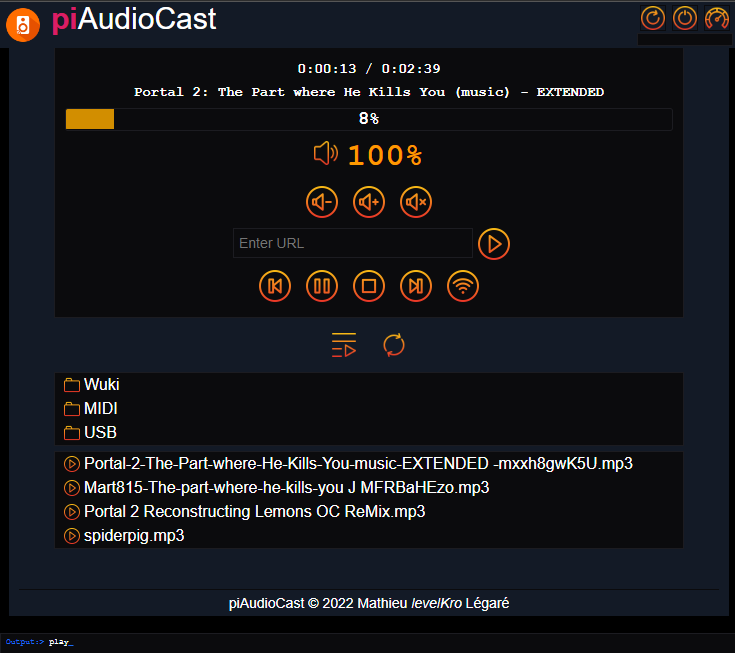 piAudioCast
0:00:13 / 0:02:39
Portal 2: The Part where He Kills You (music) - EXTENDED
8%
100%
Enter URL
Wuki
MIDI
USB
Portal-2-The-Part-where-He-Kills-You-music-EXTENDED -mxxh8gwK5U.mp3
Mart815-The-part-where-he-kills-you J MFRBaHEzo.mp3
Portal 2 Reconstructing Lemons OC ReMix.mp3
spiderpig.mp3
piAudioCast © 2022 Mathieu levelKro Légaré
Output:> play_